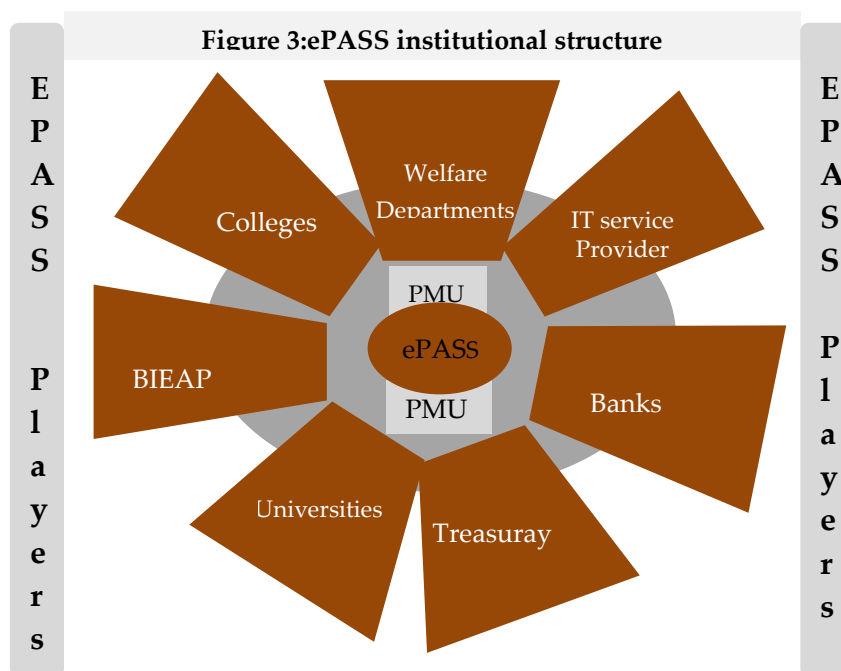 Figure 3:ePASS institutional structure
E
P
A
S
S
P
l
a
y
e
r
s
Welfare
Departments
Colleges
IT service
Provider
PMU
ePASS
PMU
BIEAP
Banks
Universities
Treasuray
E
P
A
S
S
P
l
a
y
e
r
s